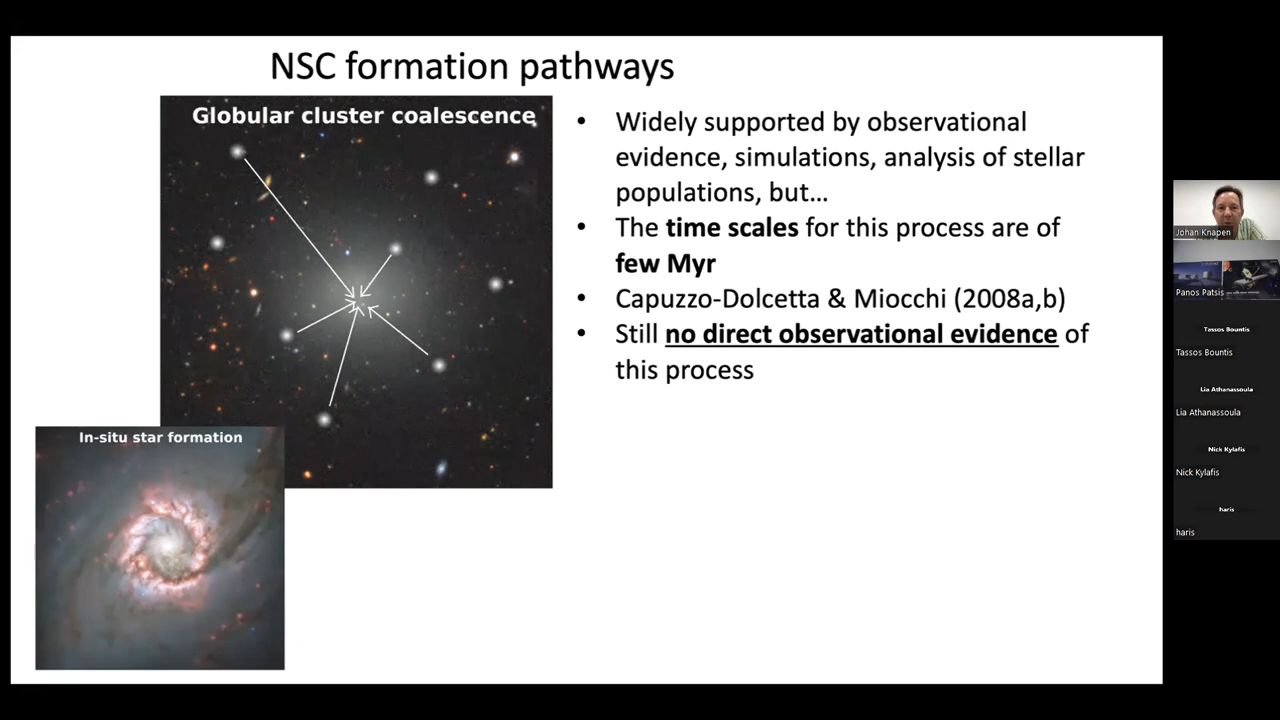 NSC formation pathways
Globular cluster coalescence
• Widely supported by observational
evidence, simulations, analysis of stellar
populations, but...
• The time scales for this process are of
few Myr
• Capuzzo-Dolcetta & Miocchi (2008a,b)
• Still no direct observational evidence of
this process
In-situ star formation
Johan Knapen
Panos Patsis
Tassos Bountis
Tassos Bountis
Lia Athanassoula
Lia Athanassoula
Nick Kylafis
Nick Kylafis
haris
haris